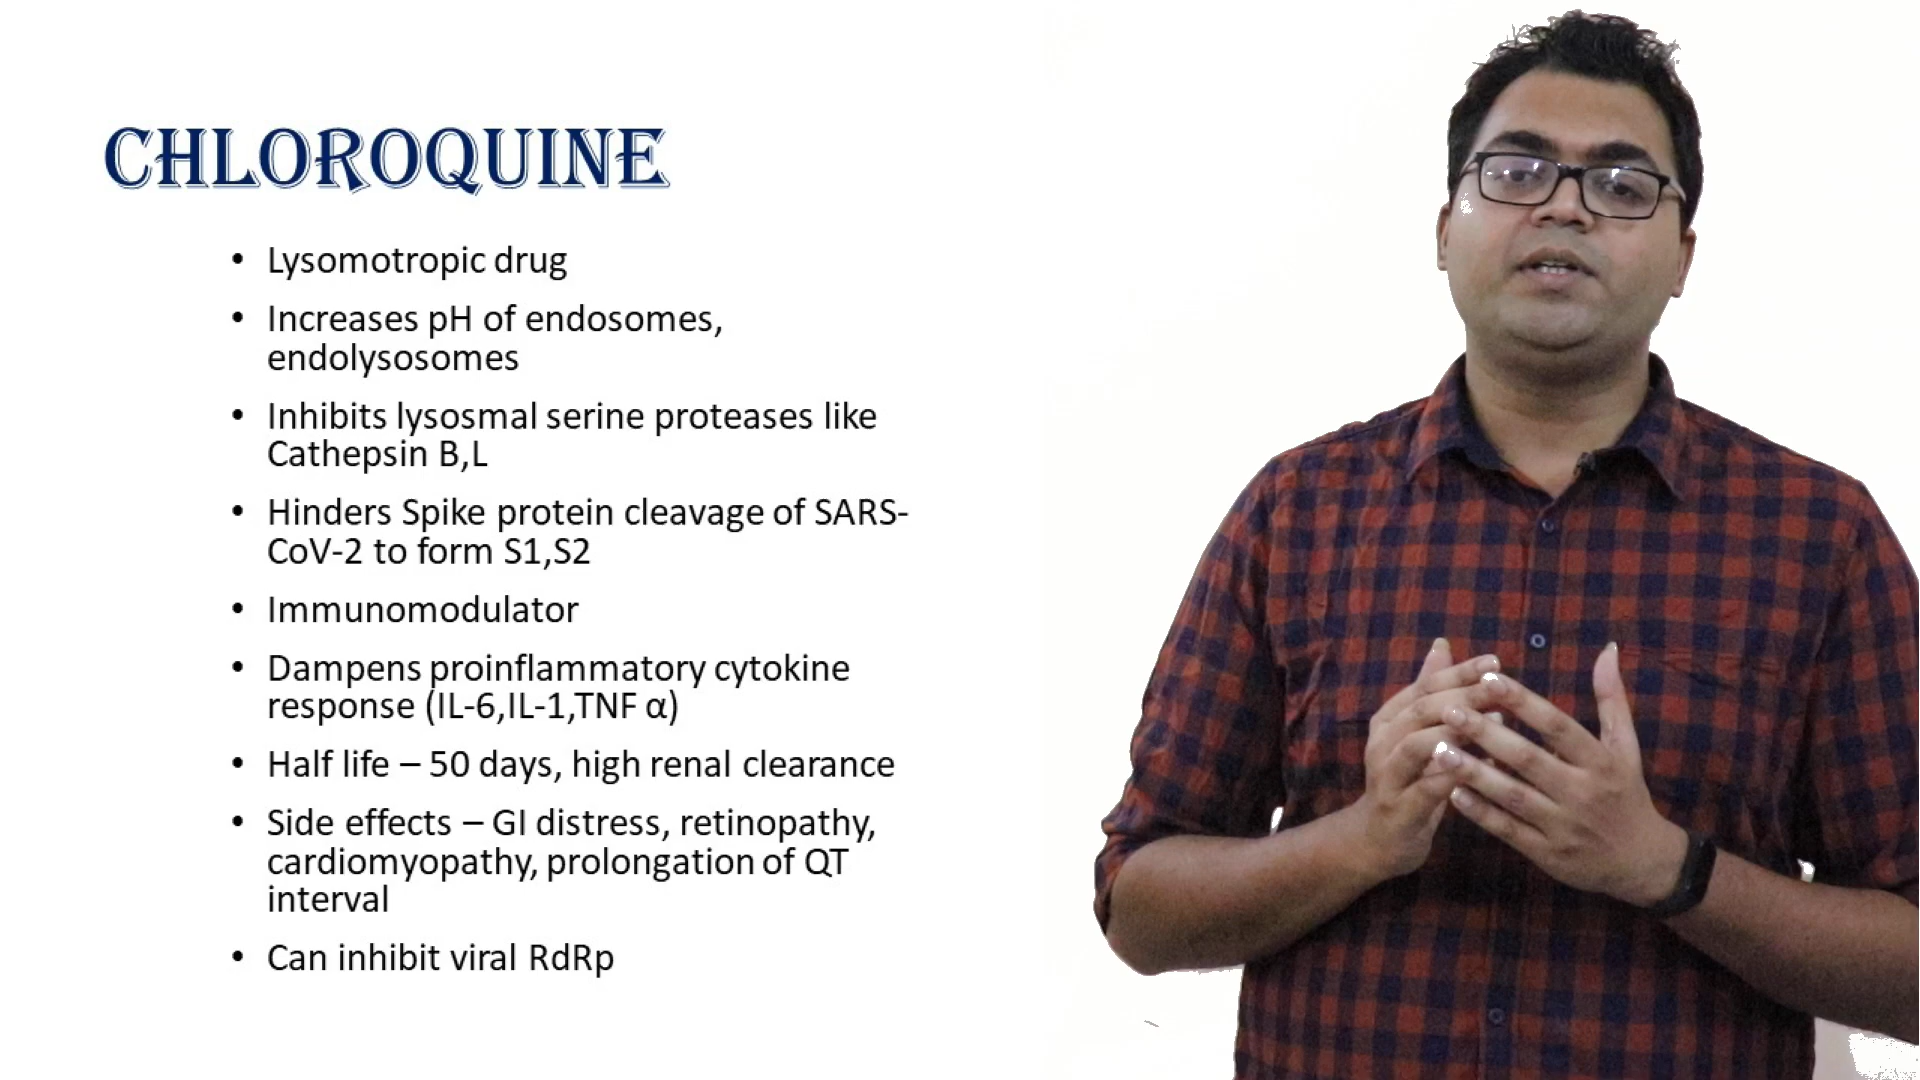 CHLOROQUINE
• Lysomotropic drug
• Increases pH of endosomes,
endolysosomes
• Inhibits lysosmal serine proteases like
Cathepsin B,L
• Hinders Spike protein cleavage of SARS-
CoV-2 to form S1,S2
• Immunomodulator
• Dampens proinflammatory cytokine
response (IL-6,IL-1,TNF α)
• Half life – 50 days, high renal clearance
• Side effects – GI distress, retinopathy,
cardiomyopathy, prolongation of QT
interval
• Can inhibit viral RdRp